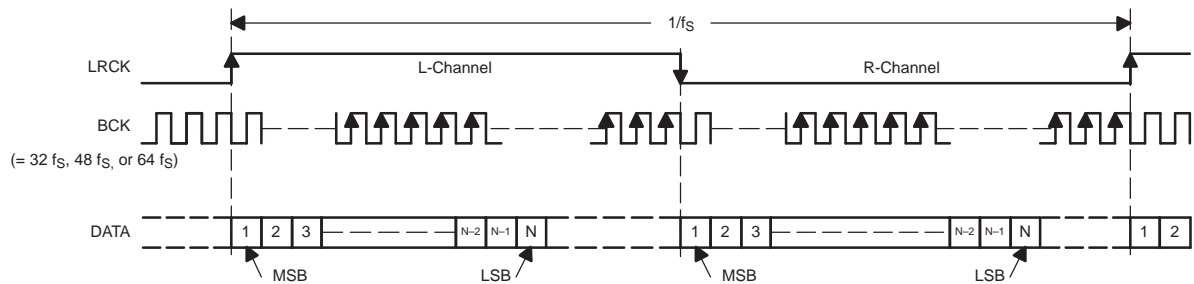 1/fS
LRCK
L-Channel
R-Channel
BCK
(= 32 fS, 48 fS, or 64 fS)
DATA
1 2 3 N–2 N–1 N 1 2 3 N–2 N–1 N 1 2
MSB LSB MSB LSB